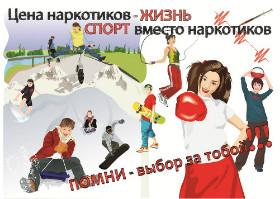 Цена наркотиков - ЖИЗНЬ
СПОРТ вместо наркотиков
ПОМНИ - выбор за тобой...!!!